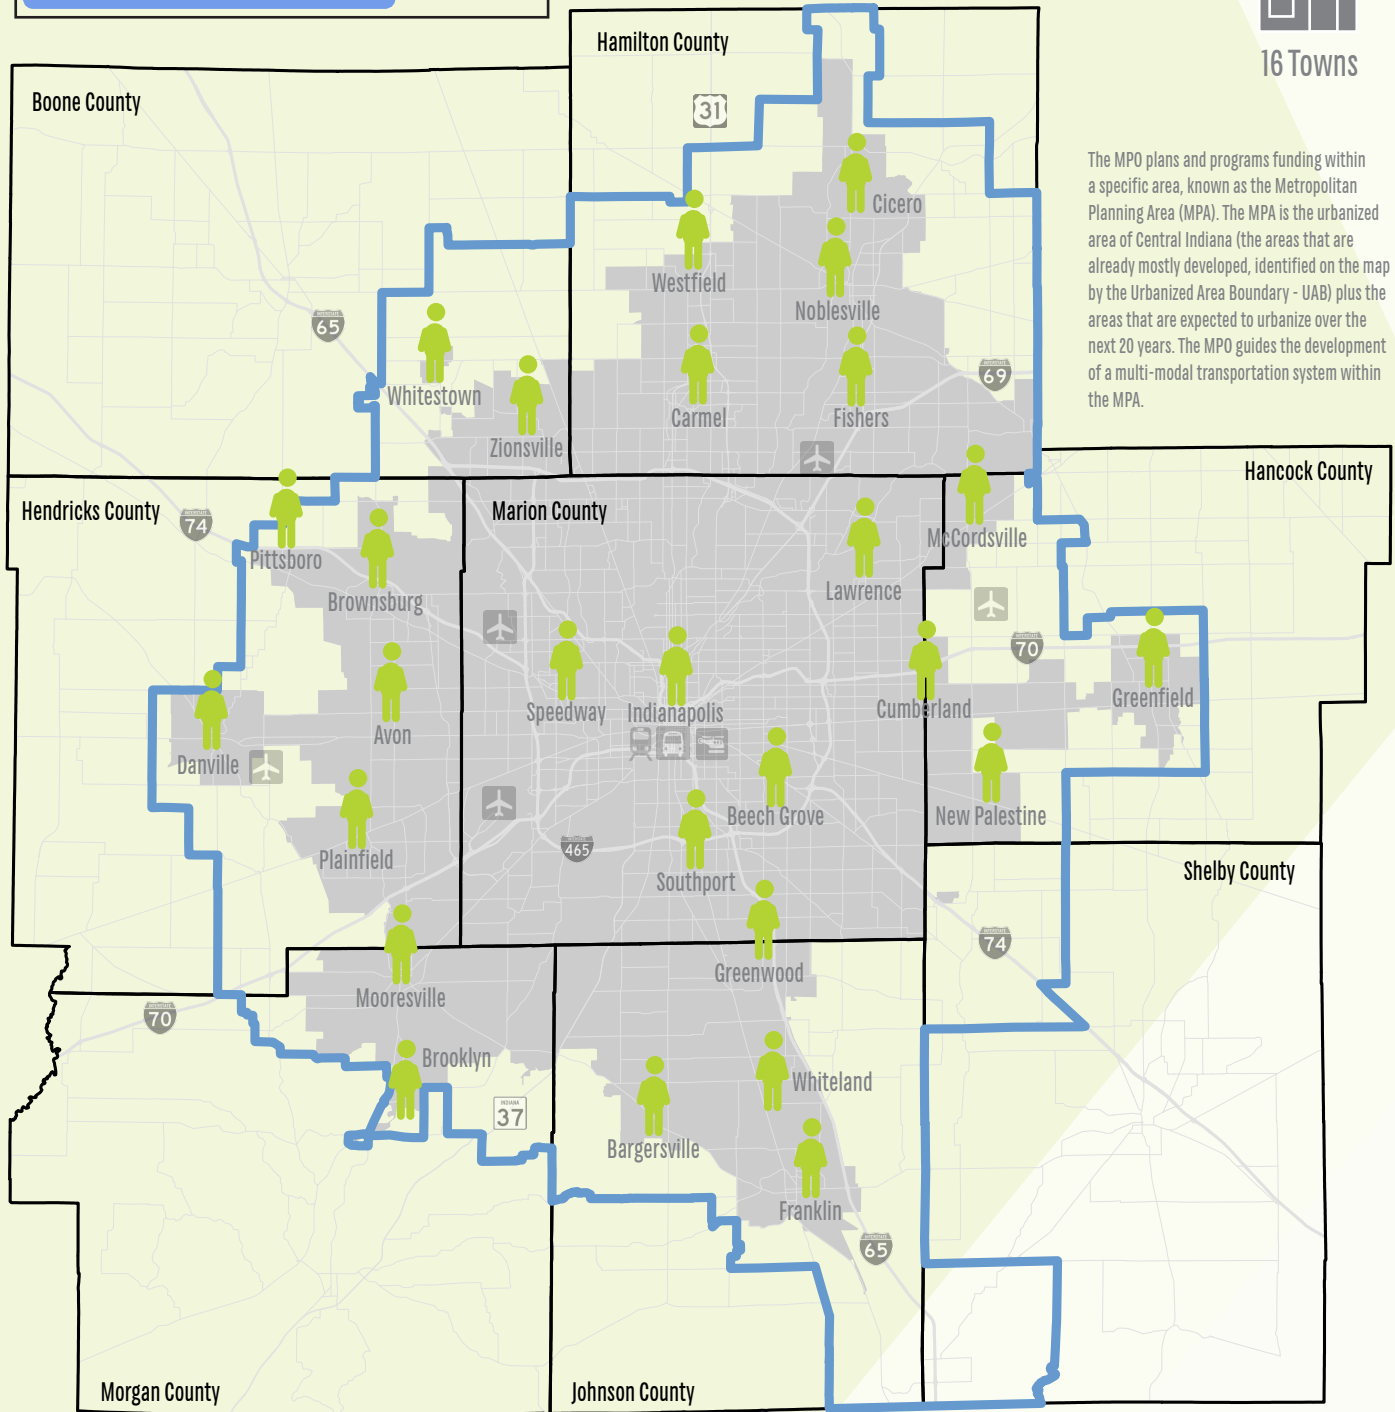 Hamilton County
16 Towns
Boone County
31
The MPO plans and programs funding within
a specific area, known as the Metropolitan
Planning Area (MPA). The MPA is the urbanized
area of Central Indiana (the areas that are
already mostly developed, identified on the map
by the Urbanized Area Boundary - UAB) plus the
areas that are expected to urbanize over the
next 20 years. The MPO guides the development
of a multi-modal transportation system within
the MPA.
Cicero
Westfield
Noblesville
65
69
Whitestown
Carmel
Fishers
Zionsville
Hancock County
Hendricks County
Marion County
74
McCordsville
Pittsboro
Lawrence
Brownsburg
70
Greenfield
Speedway
Indianapolis
Cumberland
Avon
Danville
Beech Grove
New Palestine
465
Plainfield
Shelby County
Southport
74
Greenwood
Mooresville
70
Brooklyn
Whiteland
INDIANA
37
Bargersville
Franklin
65
Morgan County
Johnson County